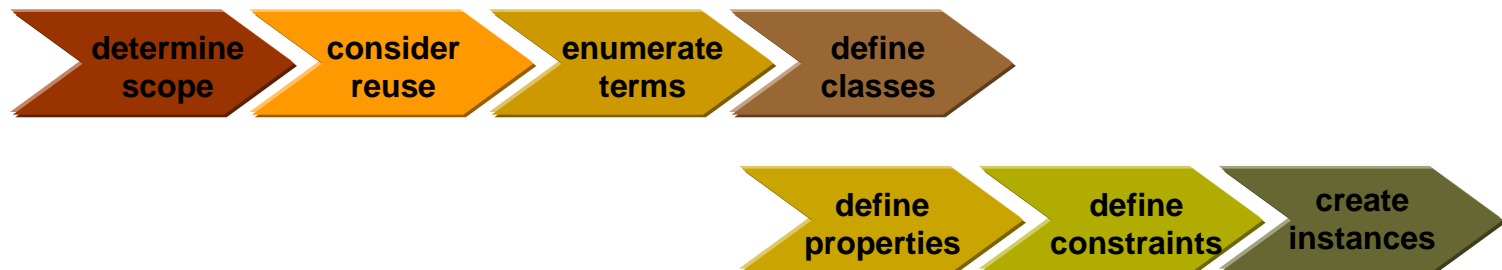 determine
scope
consider
reuse
enumerate
terms
define
classes
define
properties
define
constraints
create
instances